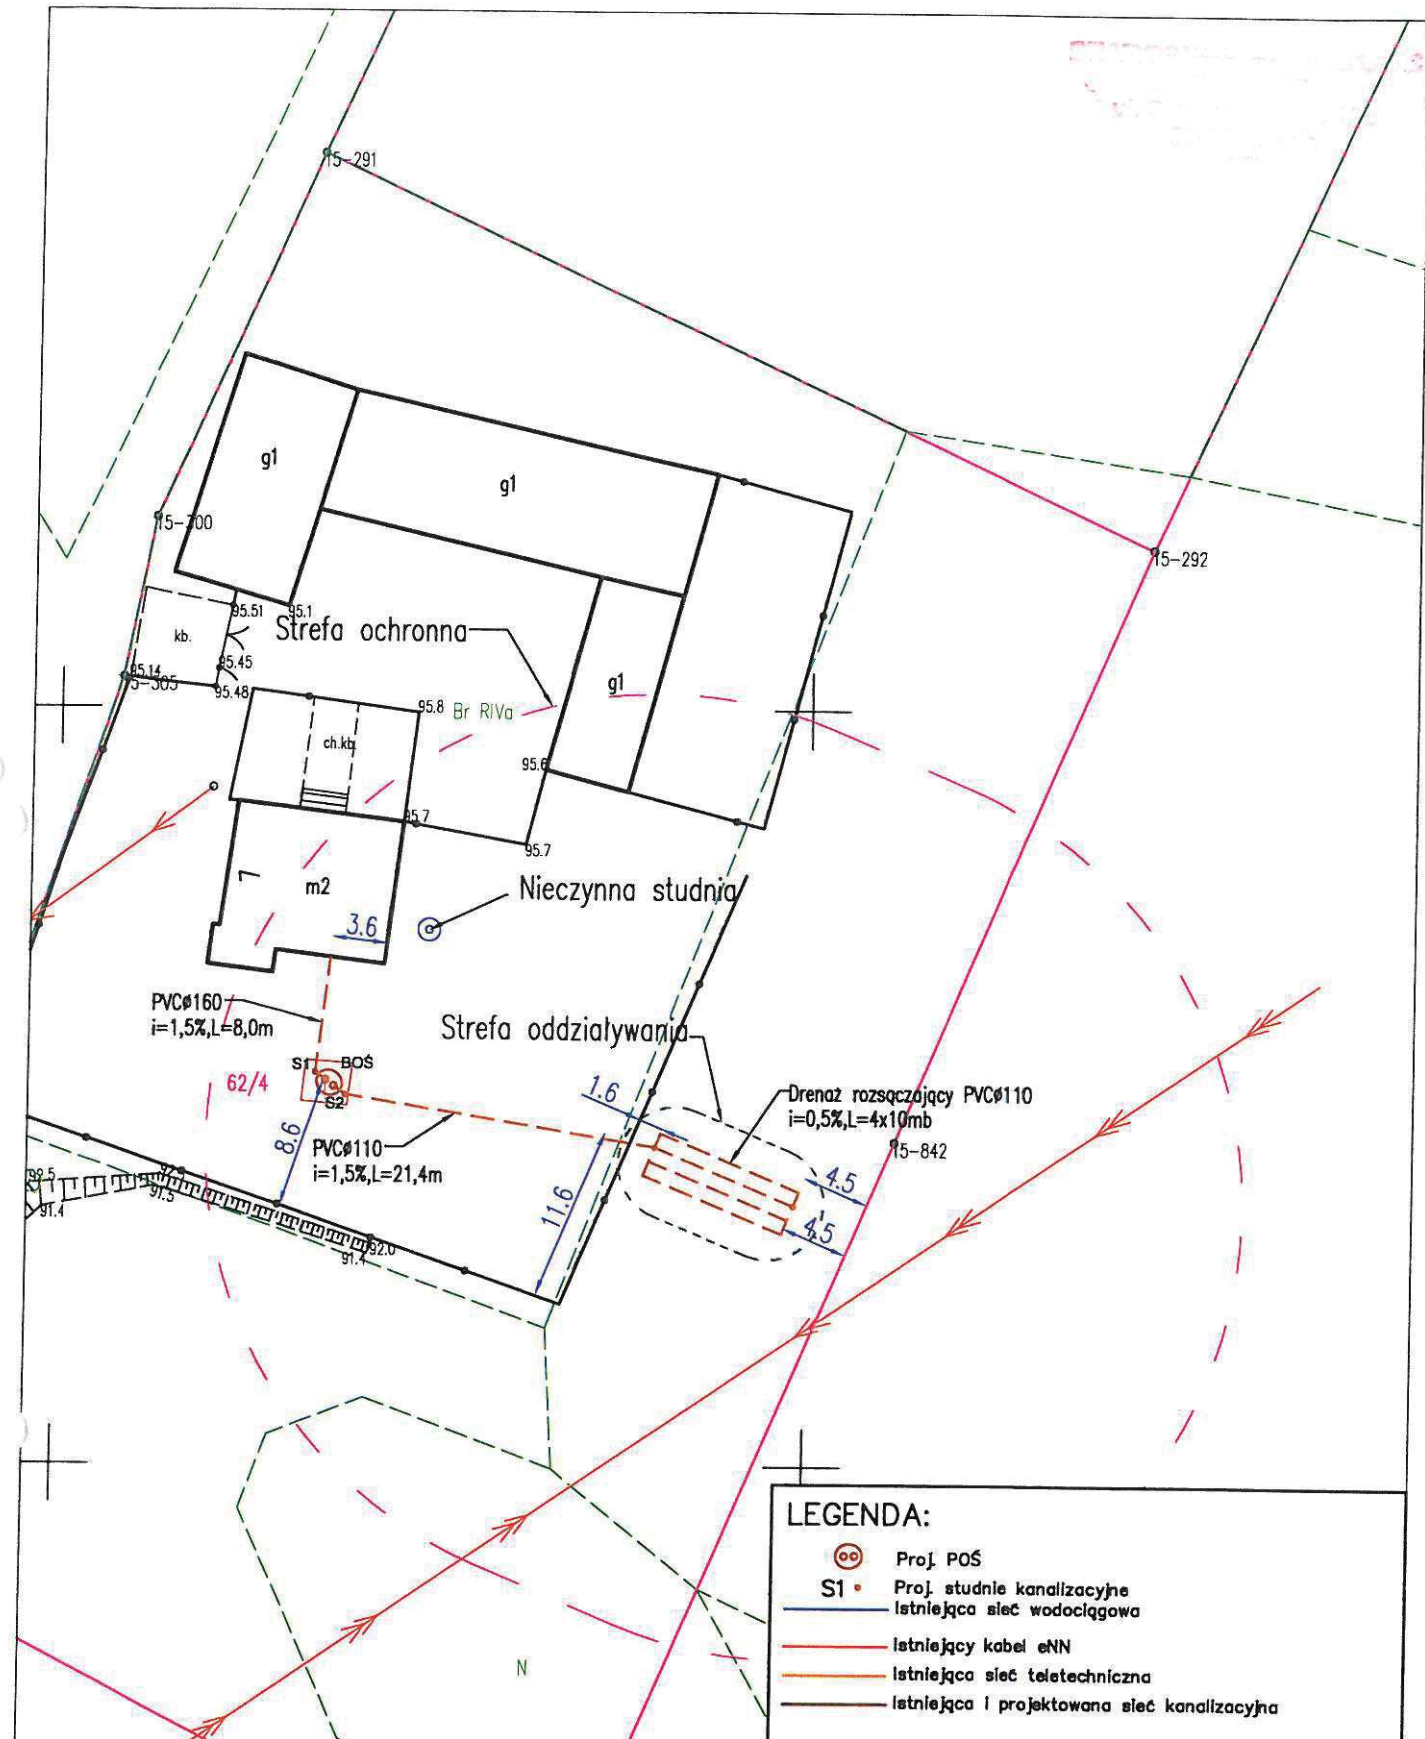 15-291
g1
g1
15-300
15-292
95.51
95.1
kb.
Strefa ochronna
95.45
95.14
95.48
g1
95.8
Br RIVa
ch.kb
95.6
95.7
95.7
7
m2
Nieczynna studnia
3.6
PVCø160
i=1,5%,L=8,0m
Strefa oddziaływania
S1
BOŚ
62/4
S2
1.6
Drenaż rozsączający PVCø110
i=0,5%,L=4x10mb
8.6
PVCø110
i=1,5%,L=21,4m
15-842
4.5
11.6
4.5
91.5
91.4
92.0
91.4
N
LEGENDA:
Proj. POŚ
S1 Proj. studnie kanalizacyjne
Istniejąca sieć wodociągowa
Istniejący kabel eNN
Istniejąca sieć teletechniczna
Istniejąca i projektowana sieć kanalizacyjna